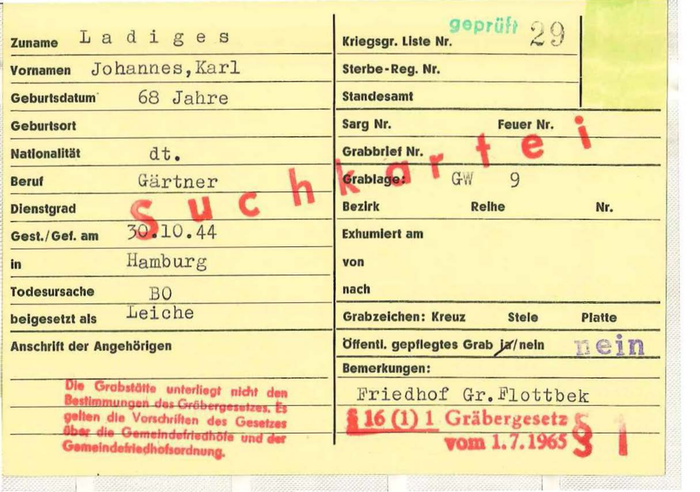 Zuname Ladiges
Vornamen Johannes,Karl
Geburtsdatum 68 Jahre
Geburtsort
Nationalität dt.
Beruf Gärtner
Dienstgrad
Gest./Gef. am 30.10.44
in Hamburg
Todesursache BO
beigesetzt als Leiche
Anschrift der Angehörigen
Die Grabstätte unterliegt nicht den
Bestimmungen des Gräbergesetzes. Es
gelten die Vorschriften des Gesetzes
über die Gemeindefriedhöfe und der
Gemeindefriedhofsordnung.
Suchkartei
geprüft
Kriegsgr. Liste Nr. 29
Sterbe-Reg. Nr.
Standesamt
Sarg Nr. Feuer Nr.
Grabbrief Nr.
Grablage: GW 9
Bezirk Reihe Nr.
Exhumiert am
von
nach
Grabzeichen: Kreuz Stele Platte
Öffentl. gepflegtes Grab ja/nein nein
Bemerkungen:
Friedhof Gr.Flottbek
§ 16 (1) 1 Gräbergesetz
vom 1.7.1965 § 1